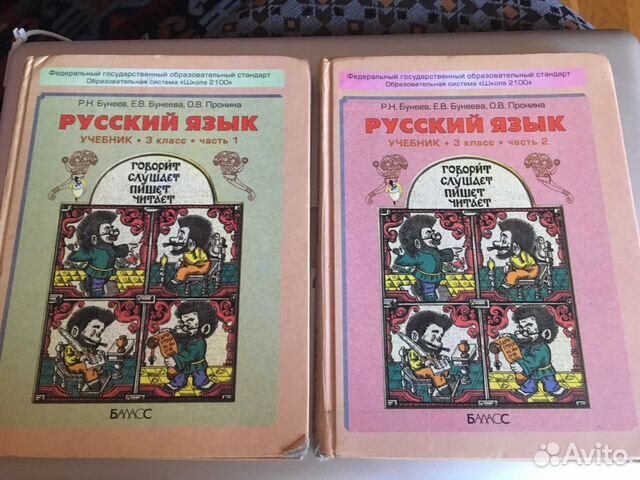 Федеральный государственный образовательный стандарт
Образовательная система «Школа 2100»
Р.Н. Бунеев, Е.В. Бунеева, О.В. Пронина
РУССКИЙ ЯЗЫК
УЧЕБНИК • 3 класс • часть 1
ГОВОРИТ
СЛУШАЕТ
ПИШЕТ
ЧИТАЕТ
БАЛАСС
Федеральный государственный образовательный стандарт
Образовательная система «Школа 2100»
Р.Н. Бунеев, Е.В. Бунеева, О.В. Пронина
РУССКИЙ ЯЗЫК
УЧЕБНИК • 3 класс • часть 2
ГОВОРИТ
СЛУШАЕТ
ПИШЕТ
ЧИТАЕТ
БАЛАСС
Avito